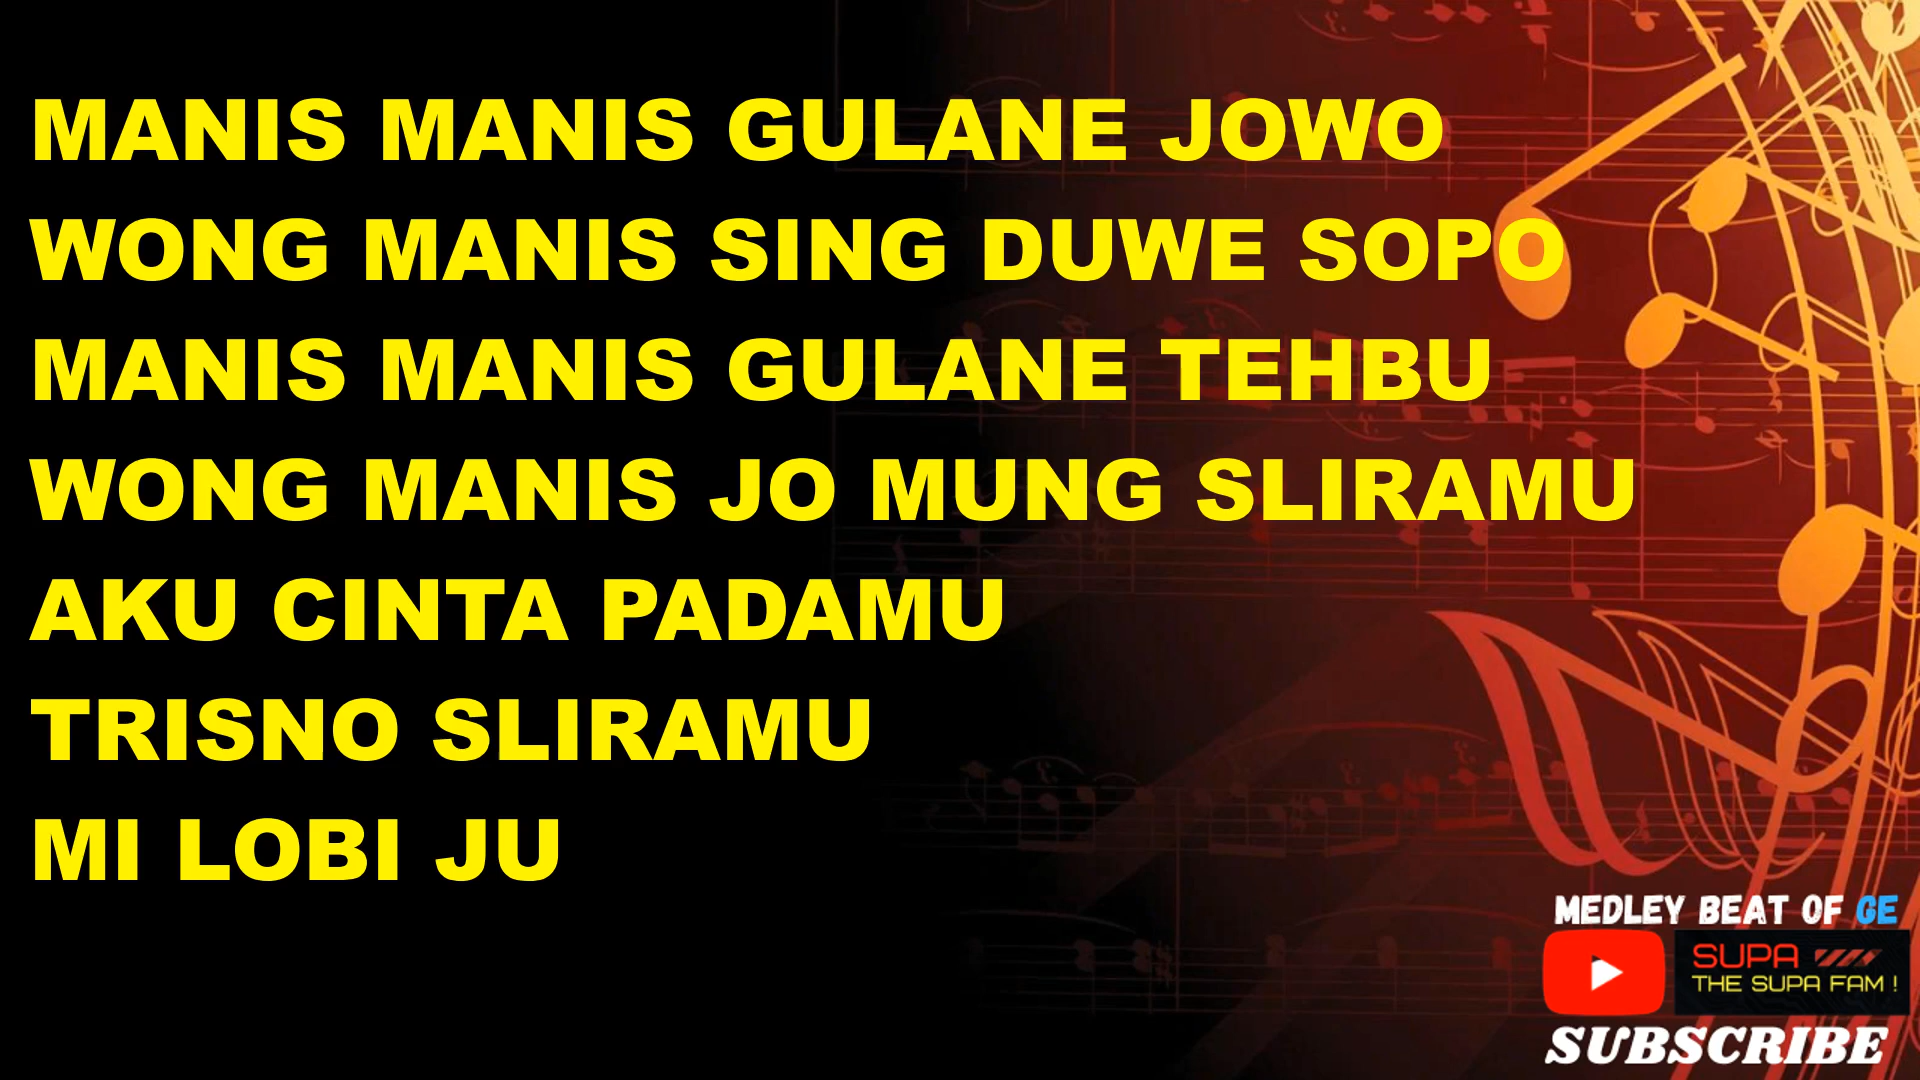 MANIS MANIS GULANE JOWO
WONG MANIS SING DUWE SOPO
MANIS MANIS GULANE TEHBU
WONG MANIS JO MUNG SLIRAMU
AKU CINTA PADAMU
TRISNO SLIRAMU
MI LOBI JU
MEDLEY BEAT OF GE
SUPA
THE SUPA FAM !
SUBSCRIBE